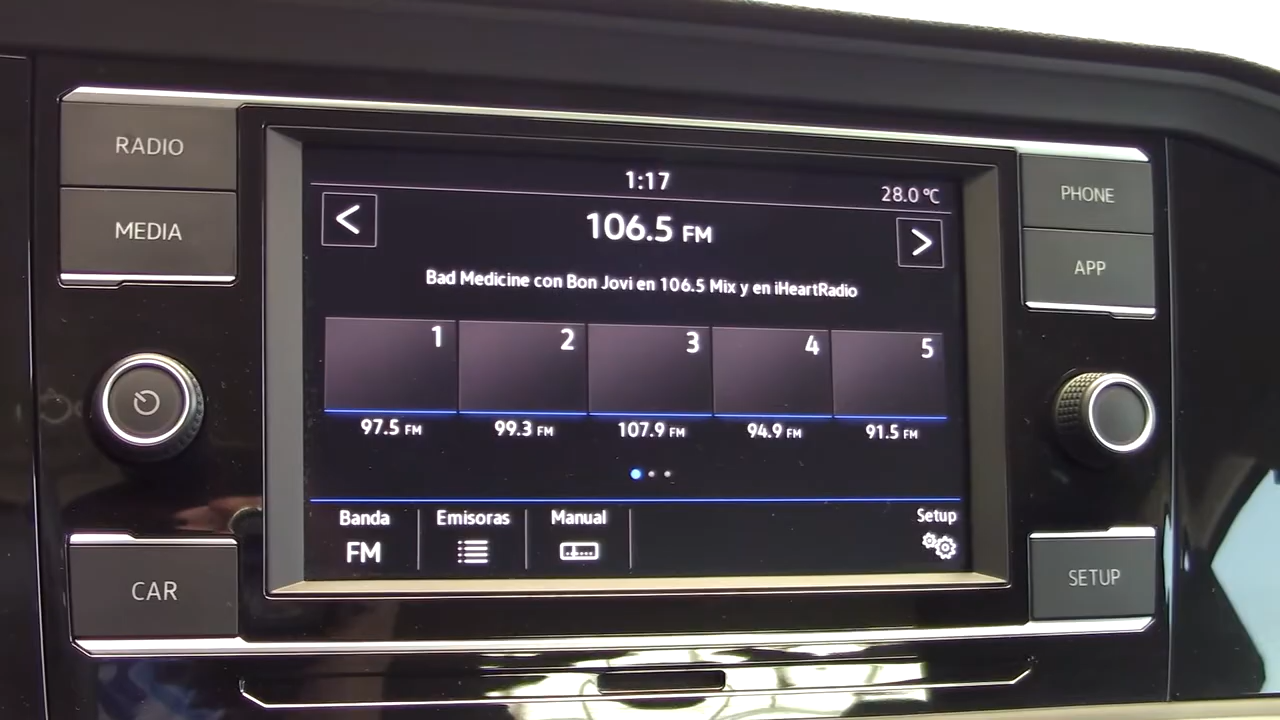 RADIO
MEDIA
CAR
1:17
28.0 °C
<
106.5 FM
>
Bad Medicine con Bon Jovi en 106.5 Mix y en iHeartRadio
1 2 3 4 5
97.5 FM 99.3 FM 107.9 FM 94.9 FM 91.5 FM
Banda Emisoras Manual Setup
FM
PHONE
APP
SETUP